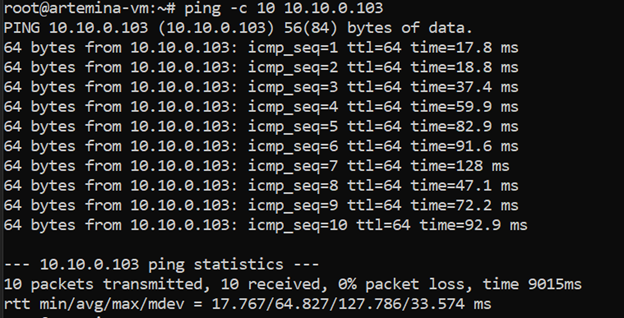 root@artemina-vm:~# ping -c 10 10.10.0.103
PING 10.10.0.103 (10.10.0.103) 56(84) bytes of data.
64 bytes from 10.10.0.103: icmp_seq=1 ttl=64 time=17.8 ms
64 bytes from 10.10.0.103: icmp_seq=2 ttl=64 time=18.8 ms
64 bytes from 10.10.0.103: icmp_seq=3 ttl=64 time=37.4 ms
64 bytes from 10.10.0.103: icmp_seq=4 ttl=64 time=59.9 ms
64 bytes from 10.10.0.103: icmp_seq=5 ttl=64 time=82.9 ms
64 bytes from 10.10.0.103: icmp_seq=6 ttl=64 time=91.6 ms
64 bytes from 10.10.0.103: icmp_seq=7 ttl=64 time=128 ms
64 bytes from 10.10.0.103: icmp_seq=8 ttl=64 time=47.1 ms
64 bytes from 10.10.0.103: icmp_seq=9 ttl=64 time=72.2 ms
64 bytes from 10.10.0.103: icmp_seq=10 ttl=64 time=92.9 ms
--- 10.10.0.103 ping statistics ---
10 packets transmitted, 10 received, 0% packet loss, time 9015ms
rtt min/avg/max/mdev = 17.767/64.827/127.786/33.574 ms